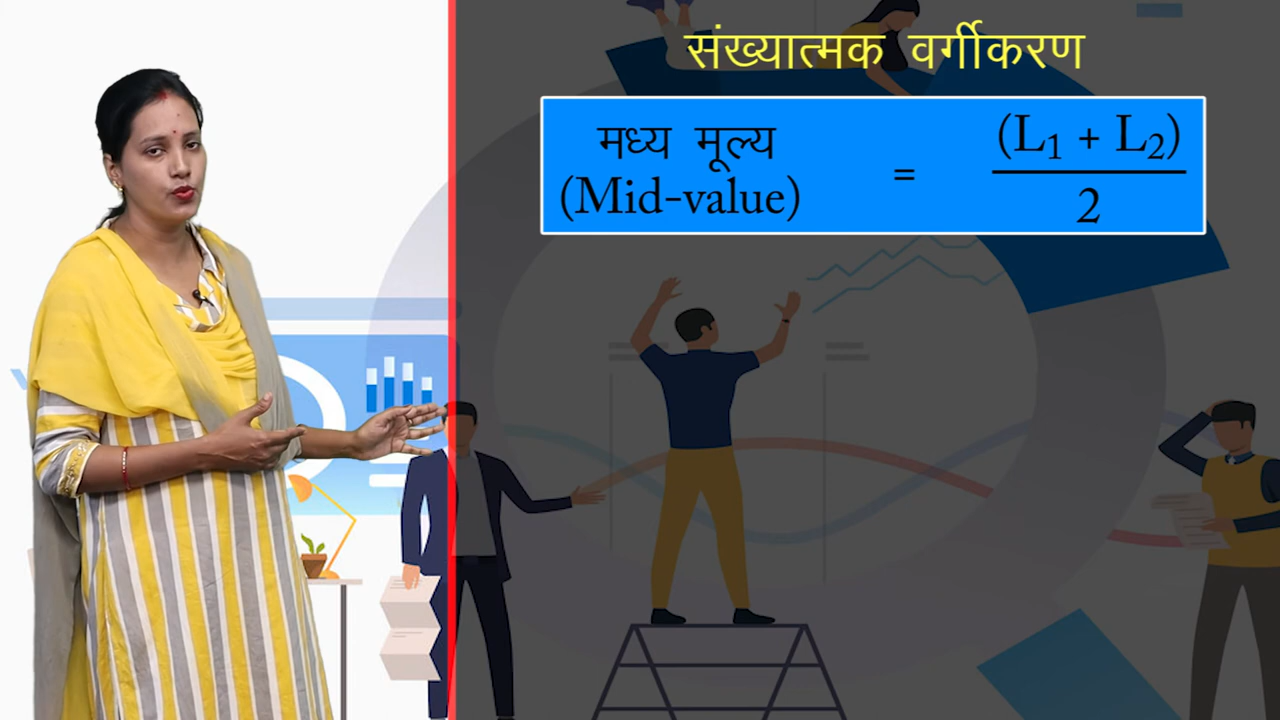 संख्यात्मक वर्गीकरण
मध्य मूल्य
(Mid-value)
=
(L₁ + L₂)
2